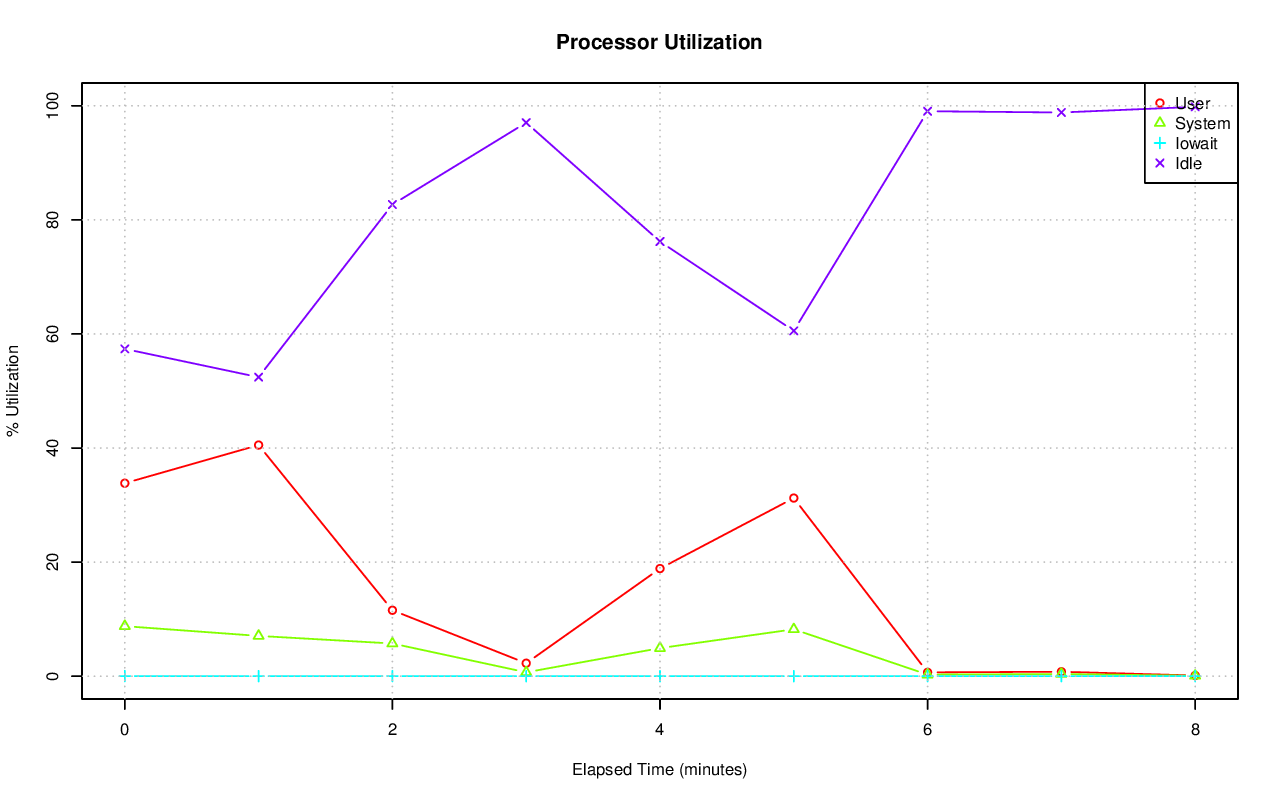 Processor Utilization
User
System
Iowait
Idle
% Utilization
100
80
60
40
20
0
0 2 4 6 8
Elapsed Time (minutes)